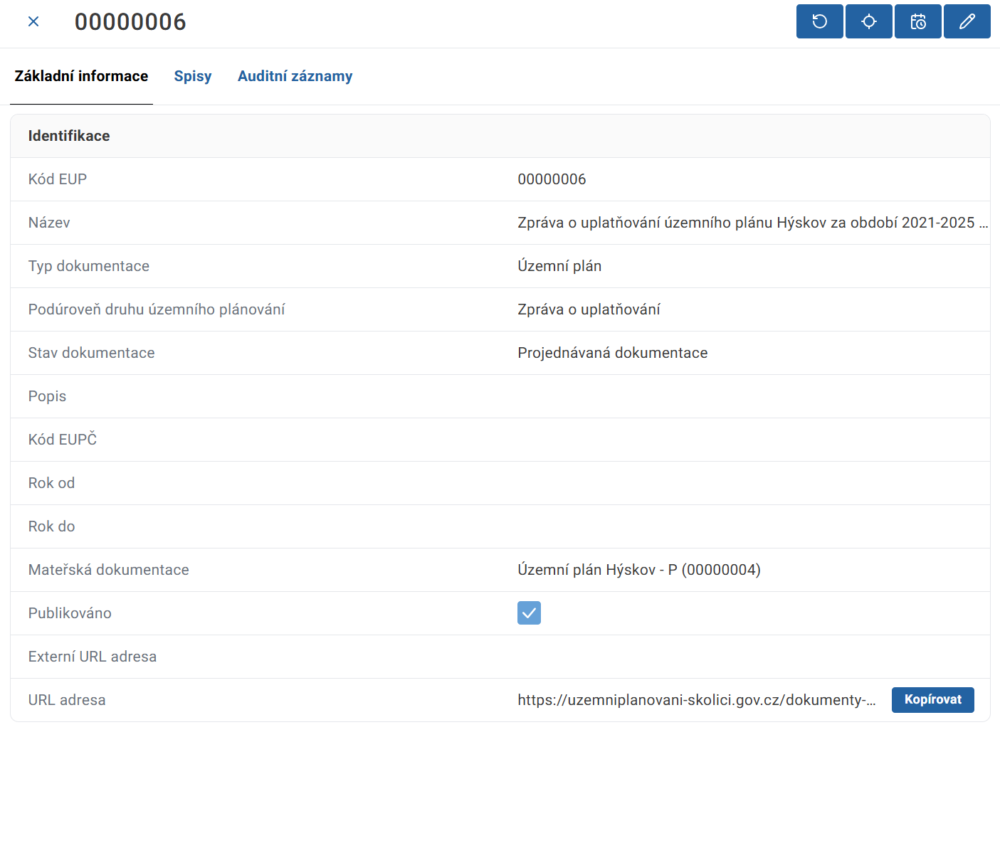 00000006
Základní informace Spisy Auditní záznamy
Identifikace
Kód EUP 00000006
Název Zpráva o uplatňování územního plánu Hýskov za období 2021-2025 ...
Typ dokumentace Územní plán
Podúroveň druhu územního plánování Zpráva o uplatňování
Stav dokumentace Projednávaná dokumentace
Popis
Kód EUPČ
Rok od
Rok do
Mateřská dokumentace Územní plán Hýskov - P (00000004)
Publikováno
Externí URL adresa
URL adresa https://uzemniplanovani-skolici.gov.cz/dokumenty-... Kopírovat